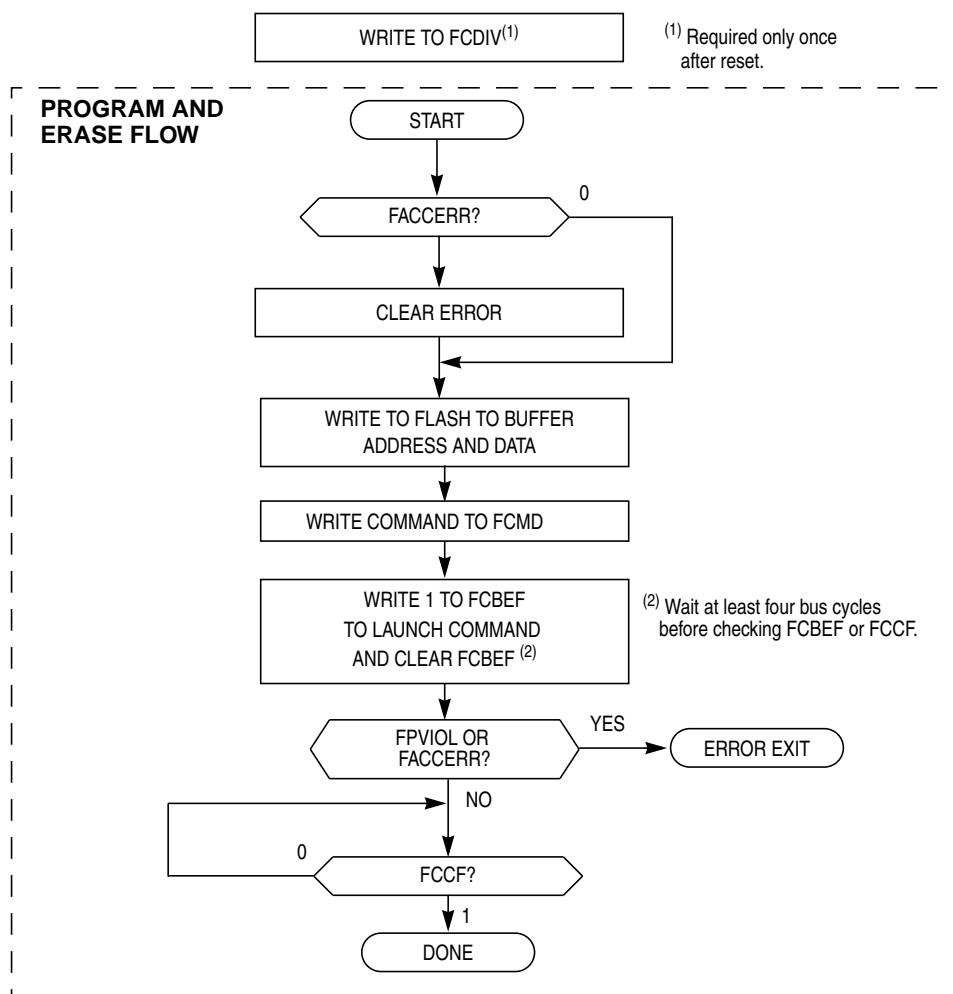 WRITE TO FCDIV(1)
(1) Required only once
after reset.
PROGRAM AND
ERASE FLOW
START
0
FACCERR?
CLEAR ERROR
WRITE TO FLASH TO BUFFER
ADDRESS AND DATA
WRITE COMMAND TO FCMD
WRITE 1 TO FCBEF
TO LAUNCH COMMAND
AND CLEAR FCBEF (2)
(2) Wait at least four bus cycles
before checking FCBEF or FCCF.
FPVIOL OR
FACCERR?
YES
ERROR EXIT
NO
0
FCCF?
1
DONE